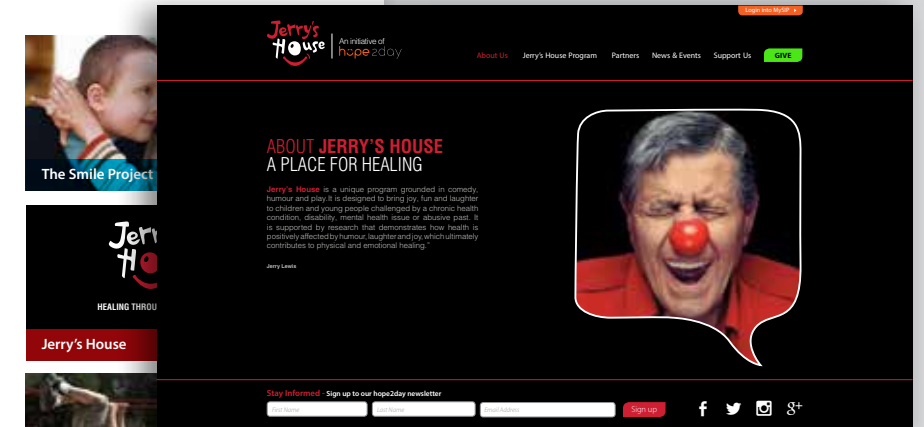 Login into MySIP
Jerry's House
An initiative of
hope2day
About Us Jerry's House Program Partners News & Events Support Us GIVE
The Smile Project
ABOUT JERRY'S HOUSE
A PLACE FOR HEALING
Jerry's House is a unique program grounded in comedy,
humour and play.It is designed to bring joy, fun and laughter
to children and young people challenged by a chronic health
condition, disability, mental health issue or abusive past. It
is supported by research that demonstrates how health is
positively affected by humour, laughter and joy, which ultimately
contributes to physical and emotional healing."
Jerry Lewis
Jerr
HO
HEALING THROU
Jerry's House
Stay Informed - Sign up to our hope2day newsletter
First Name Last Name Email Address Sign up